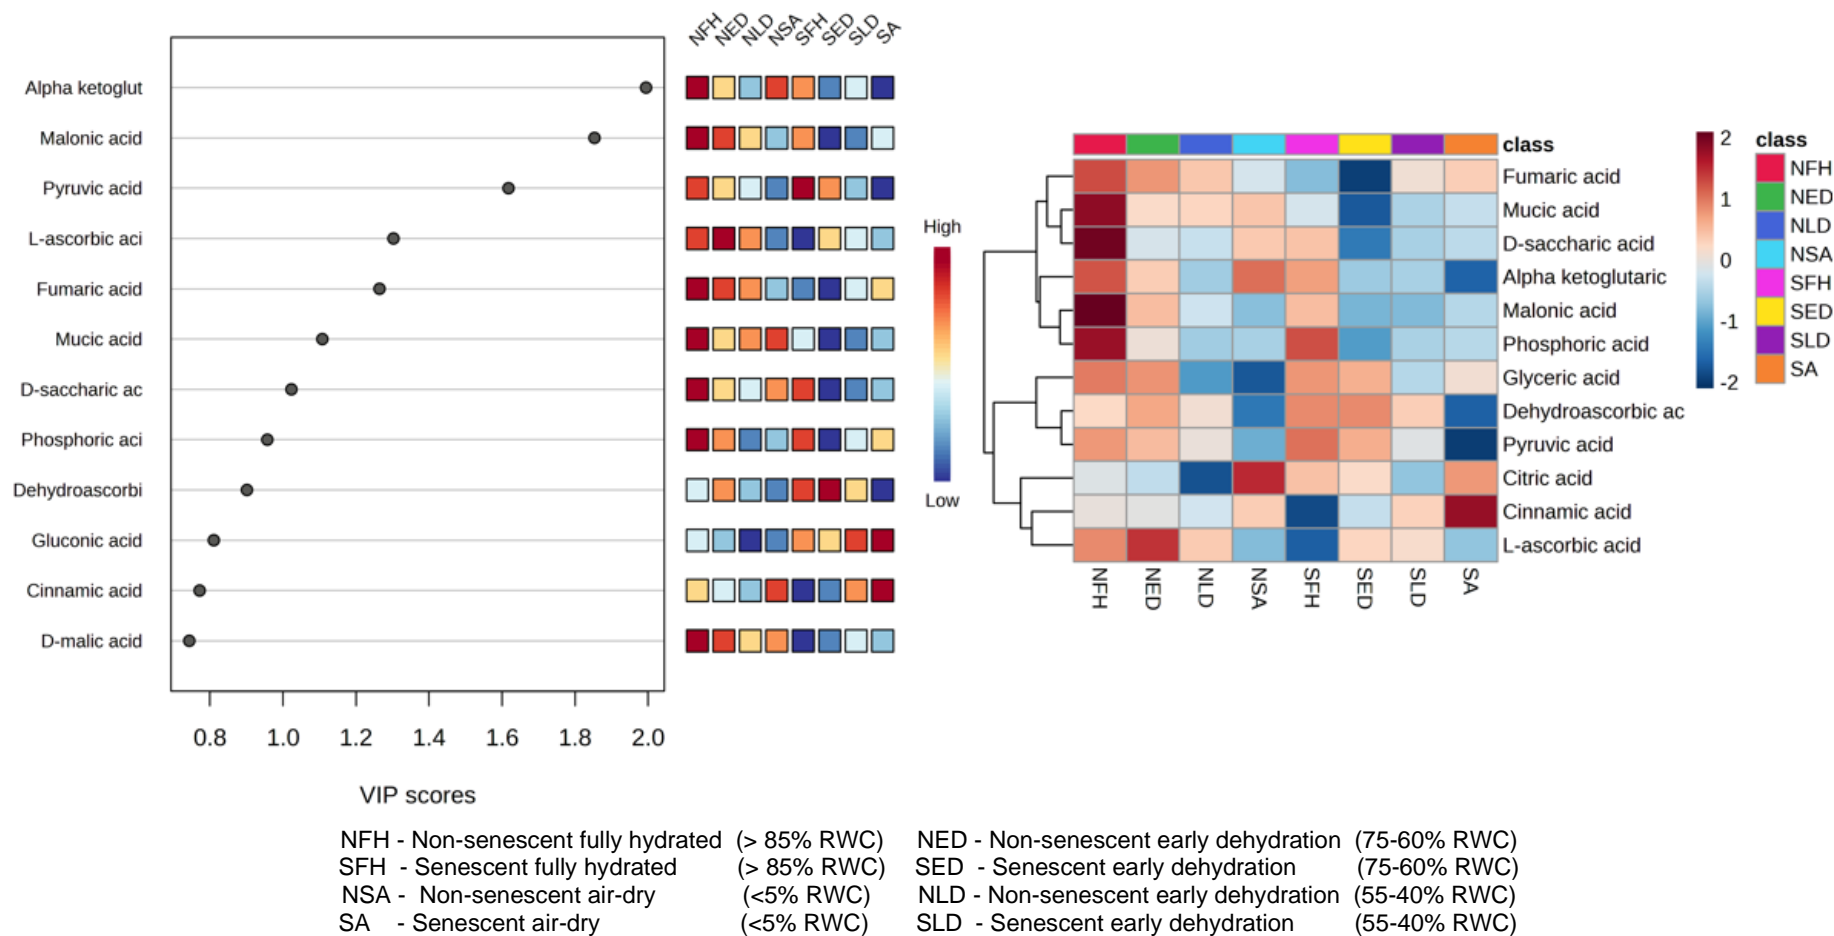 NFH NED NLD NSA SFH SED SLD SA
Alpha ketoglut
Malonic acid
Pyruvic acid
L-ascorbic aci
Fumaric acid
Mucic acid
D-saccharic ac
Phosphoric aci
Dehydroascorbi
Gluconic acid
Cinnamic acid
D-malic acid
0.8 1.0 1.2 1.4 1.6 1.8 2.0
VIP scores
High
Low
class
Fumaric acid
Mucic acid
D-saccharic acid
Alpha ketoglutaric
Malonic acid
Phosphoric acid
Glyceric acid
Dehydroascorbic ac
Pyruvic acid
Citric acid
Cinnamic acid
L-ascorbic acid
NFH NED NLD NSA SFH SED SLD SA
2
1
0
-1
-2
class
NFH
NED
NLD
NSA
SFH
SED
SLD
SA
NFH - Non-senescent fully hydrated (> 85% RWC) NED - Non-senescent early dehydration (75-60% RWC)
SFH - Senescent fully hydrated (> 85% RWC) SED - Senescent early dehydration (75-60% RWC)
NSA - Non-senescent air-dry (<5% RWC) NLD - Non-senescent early dehydration (55-40% RWC)
SA - Senescent air-dry (<5% RWC) SLD - Senescent early dehydration (55-40% RWC)